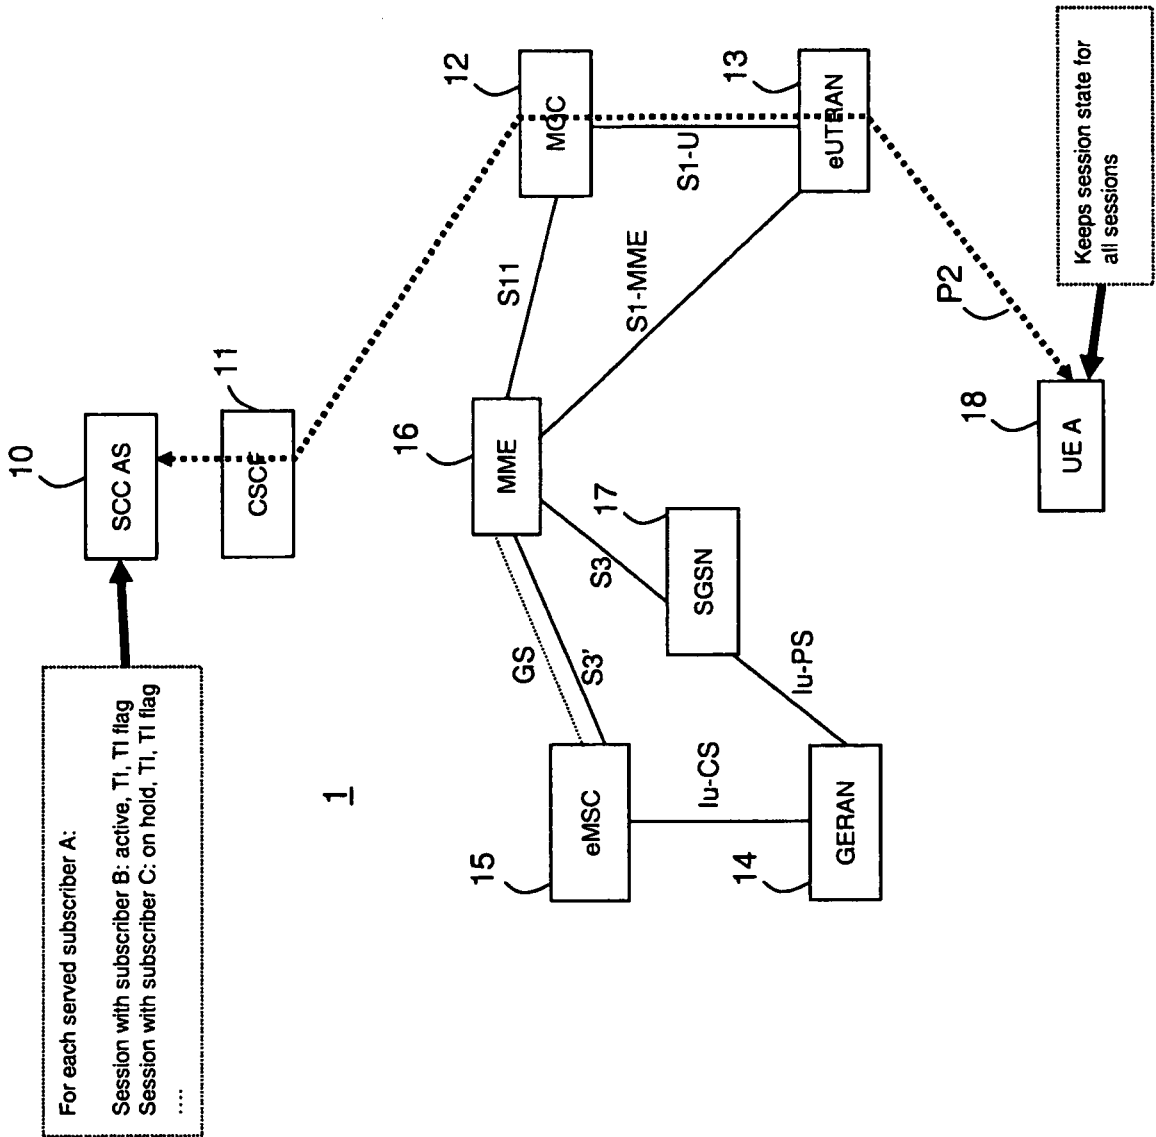 For each served subscriber A:
Session with subscriber B: active, TI, TI flag
Session with subscriber C: on hold, TI, TI flag
....
10
SCC AS
11
CSCF
1
12
MGC
16
MME
S11
15
eMSC
GS
S3'
S3
17
SGSN
S1-MME
S1-U
Iu-CS
Iu-PS
14
GERAN
13
eUTRAN
P2
18
UE A
Keeps session state for
all sessions